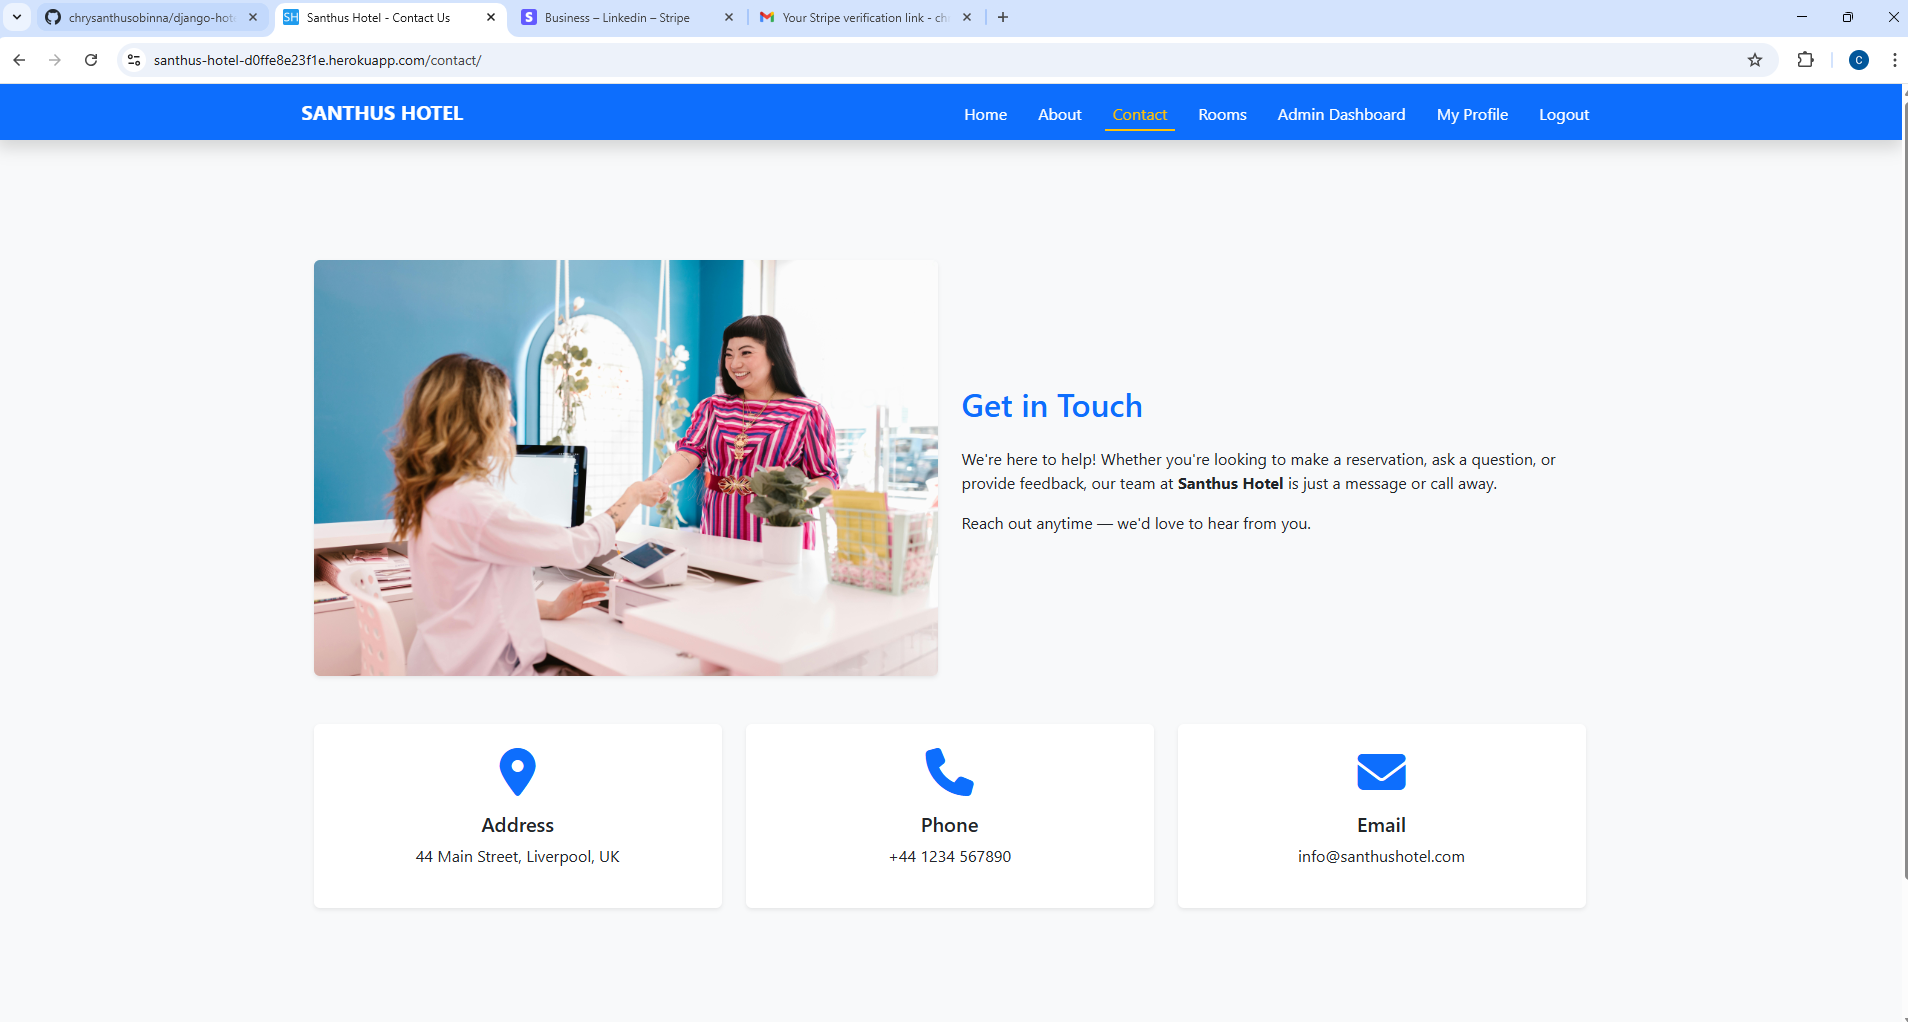 chrysanthusobinna/django-hot
Santhus Hotel - Contact Us
Business – Linkedin – Stripe
Your Stripe verification link - ch
santhus-hotel-d0ffe8e23f1e.herokuapp.com/contact/
C
SANTHUS HOTEL
Home
About
Contact
Rooms
Admin Dashboard
My Profile
Logout
Get in Touch
We're here to help! Whether you're looking to make a reservation, ask a question, or
provide feedback, our team at Santhus Hotel is just a message or call away.
Reach out anytime — we'd love to hear from you.
Address
44 Main Street, Liverpool, UK
Phone
+44 1234 567890
Email
info@santhushotel.com